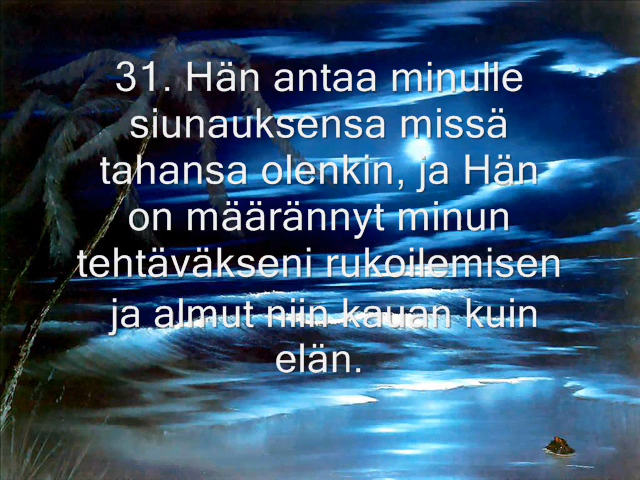 31. Hän antaa minulle
siunauksensa missä
tahansa olenkin, ja Hän
on määrännyt minun
tehtäväkseni rukoilemisen
ja almut niin kauan kuin
elän.